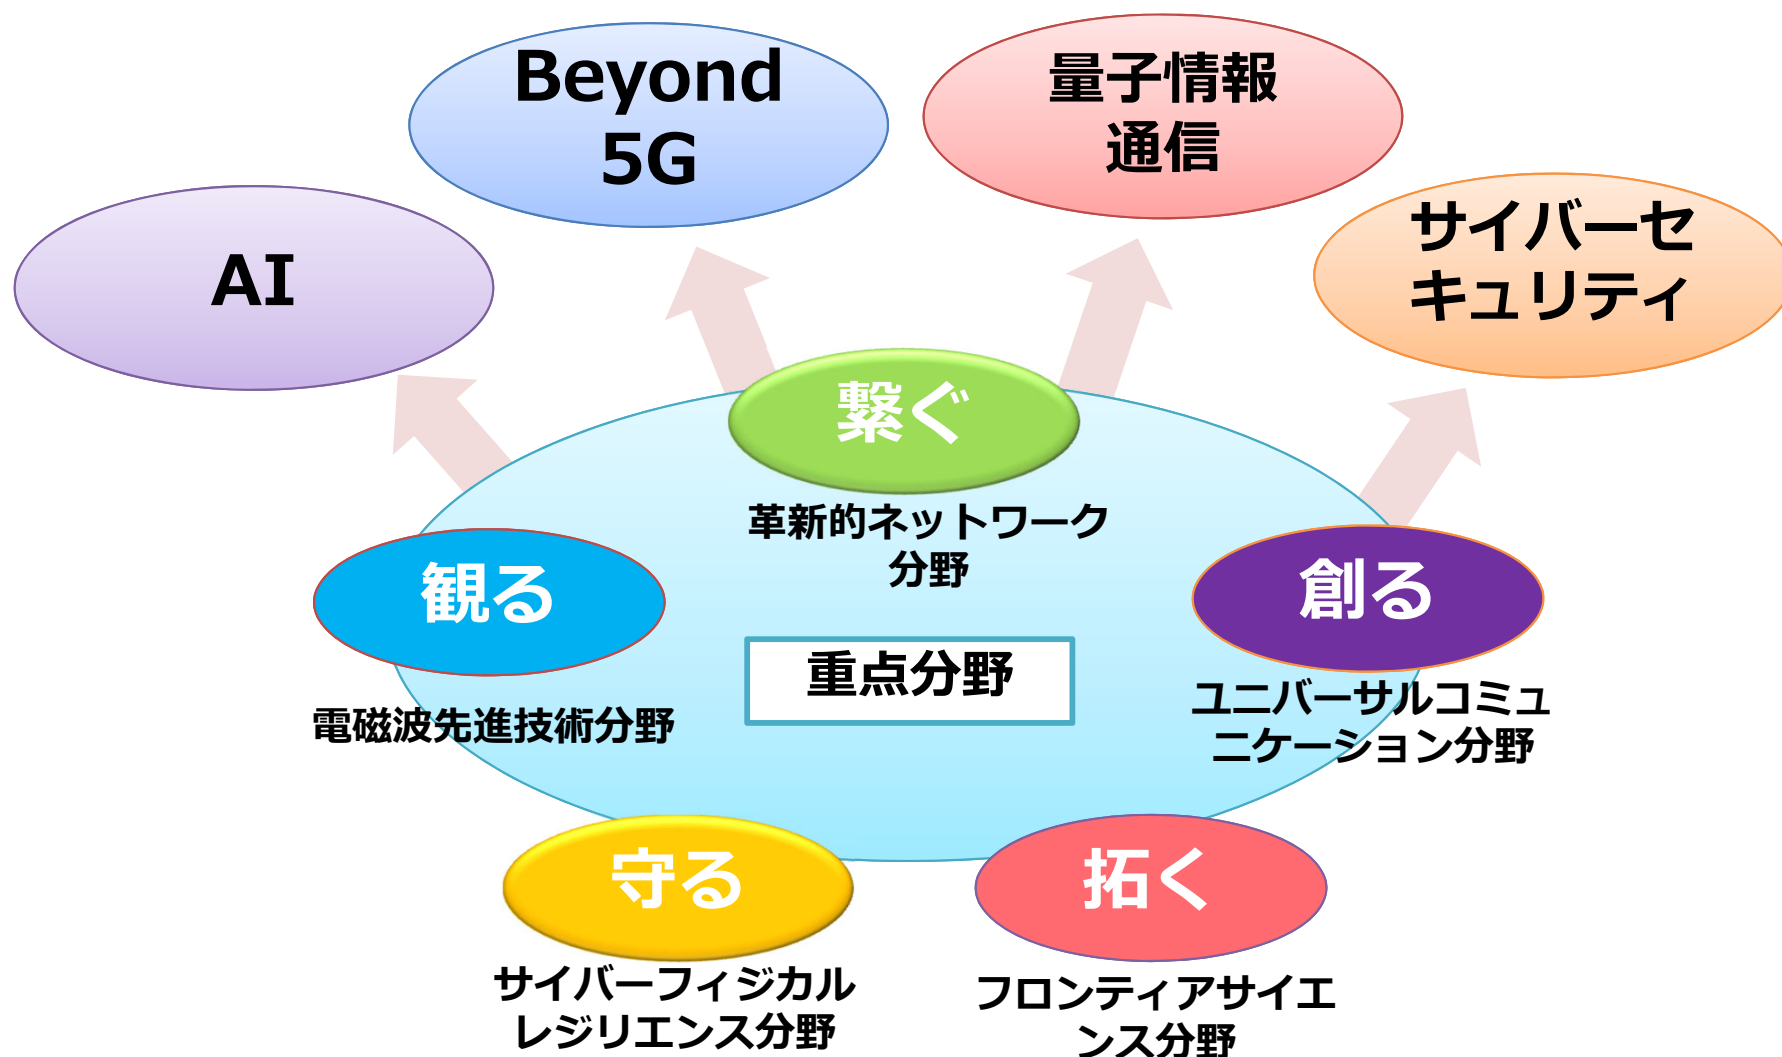 Beyond
5G
量子情報
通信
AI
サイバーセ
キュリティ
繋ぐ
革新的ネットワーク
分野
観る
電磁波先進技術分野
重点分野
創る
ユニバーサルコミュ
ニケーション分野
守る
サイバーフィジカル
レジリエンス分野
拓く
フロンティアサイエ
ンス分野